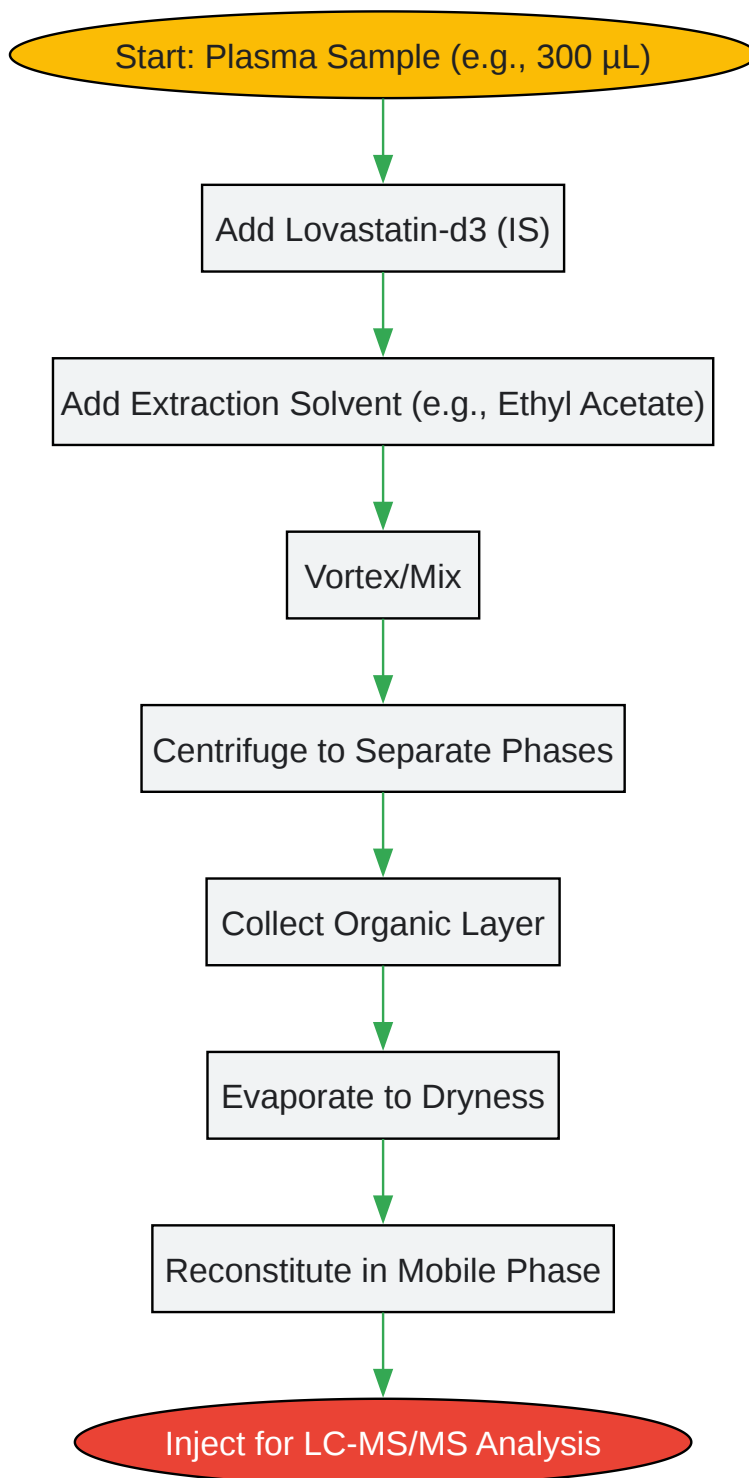 Start: Plasma Sample (e.g., 300 µL)
Add Lovastatin-d3 (IS)
Add Extraction Solvent (e.g., Ethyl Acetate)
Vortex/Mix
Centrifuge to Separate Phases
Collect Organic Layer
Evaporate to Dryness
Reconstitute in Mobile Phase
Inject for LC-MS/MS Analysis